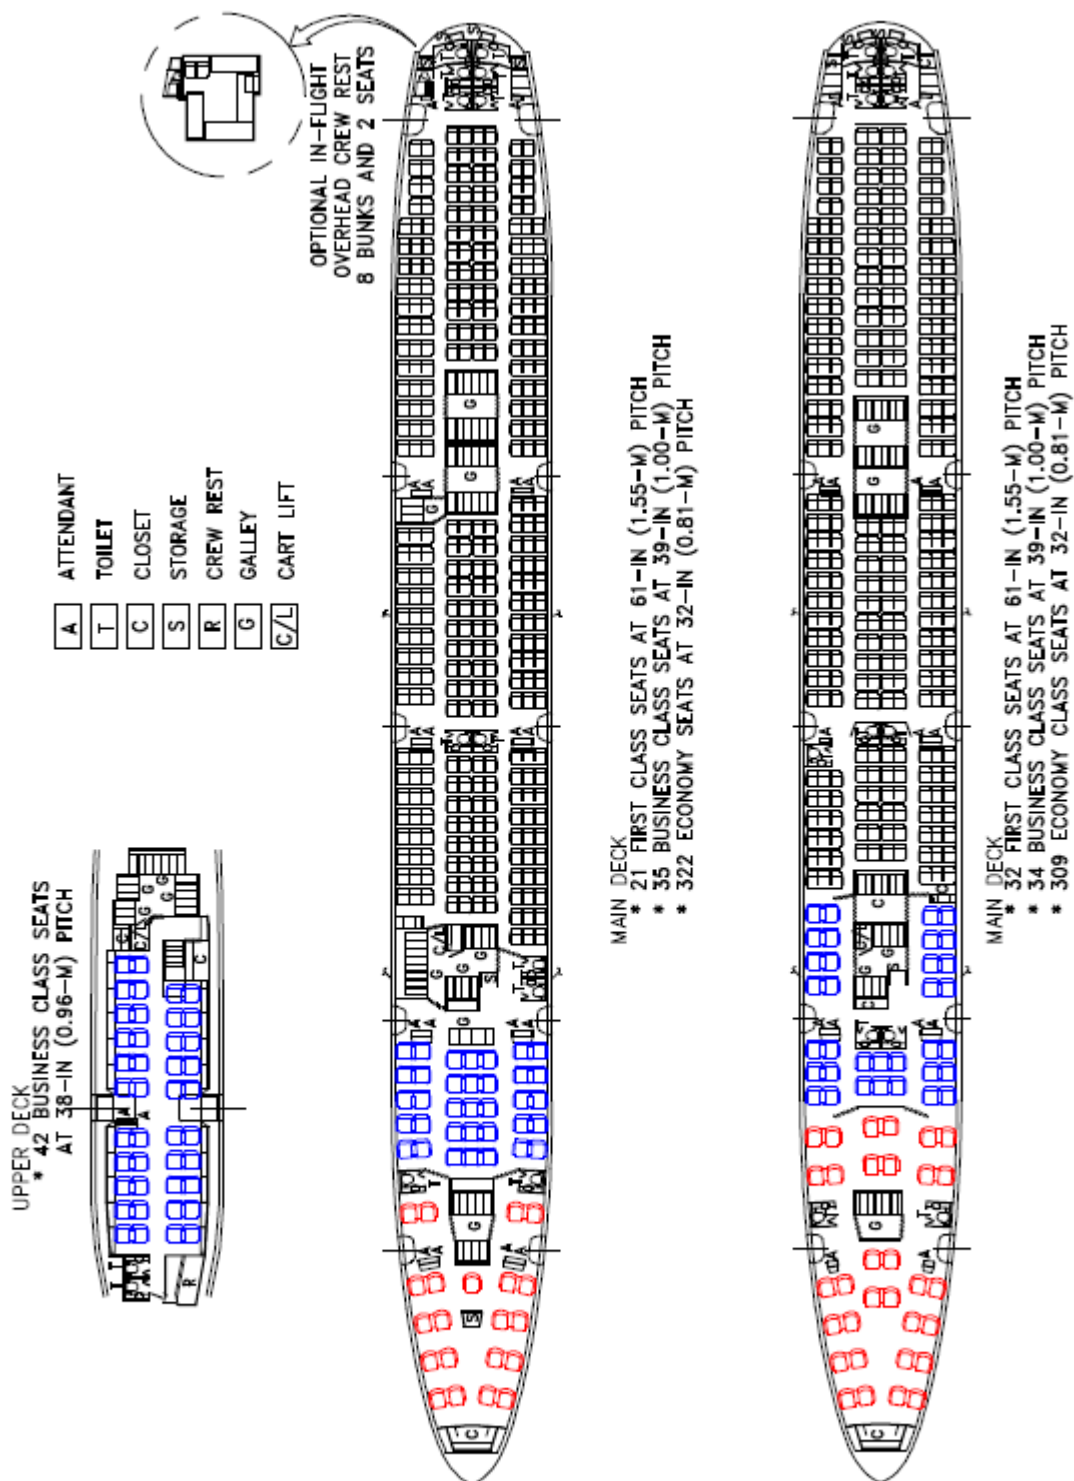 UPPER DECK
* 42 BUSINESS CLASS SEATS
AT 38-IN (0.96-M) PITCH
A ATTENDANT
T TOILET
C CLOSET
S STORAGE
R CREW REST
G GALLEY
C/L CART LIFT
OPTIONAL IN-FLIGHT
OVERHEAD CREW REST
8 BUNKS AND 2 SEATS
MAIN DECK
* 21 FIRST CLASS SEATS AT 61-IN (1.55-M) PITCH
* 35 BUSINESS CLASS SEATS AT 39-IN (1.00-M) PITCH
* 322 ECONOMY SEATS AT 32-IN (0.81-M) PITCH
MAIN DECK
* 32 FIRST CLASS SEATS AT 61-IN (1.55-M) PITCH
* 34 BUSINESS CLASS SEATS AT 39-IN (1.00-M) PITCH
* 309 ECONOMY CLASS SEATS AT 32-IN (0.81-M) PITCH